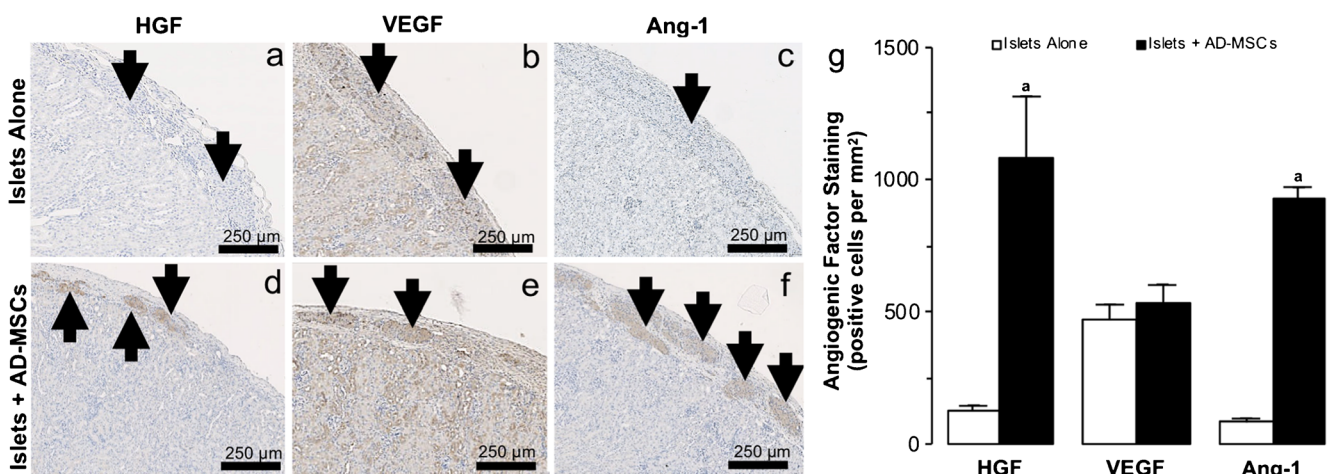 HGF
VEGF
Ang-1
Islets Alone
a
250 µm
b
250 µm
c
250 µm
Islets + AD-MSCs
d
250 µm
e
250 µm
f
250 µm
g
Islets Alone
Islets + AD-MSCs
Angiogenic Factor Staining
(positive cells per mm²)
1500
1000
500
0
a
a
HGF
VEGF
Ang-1